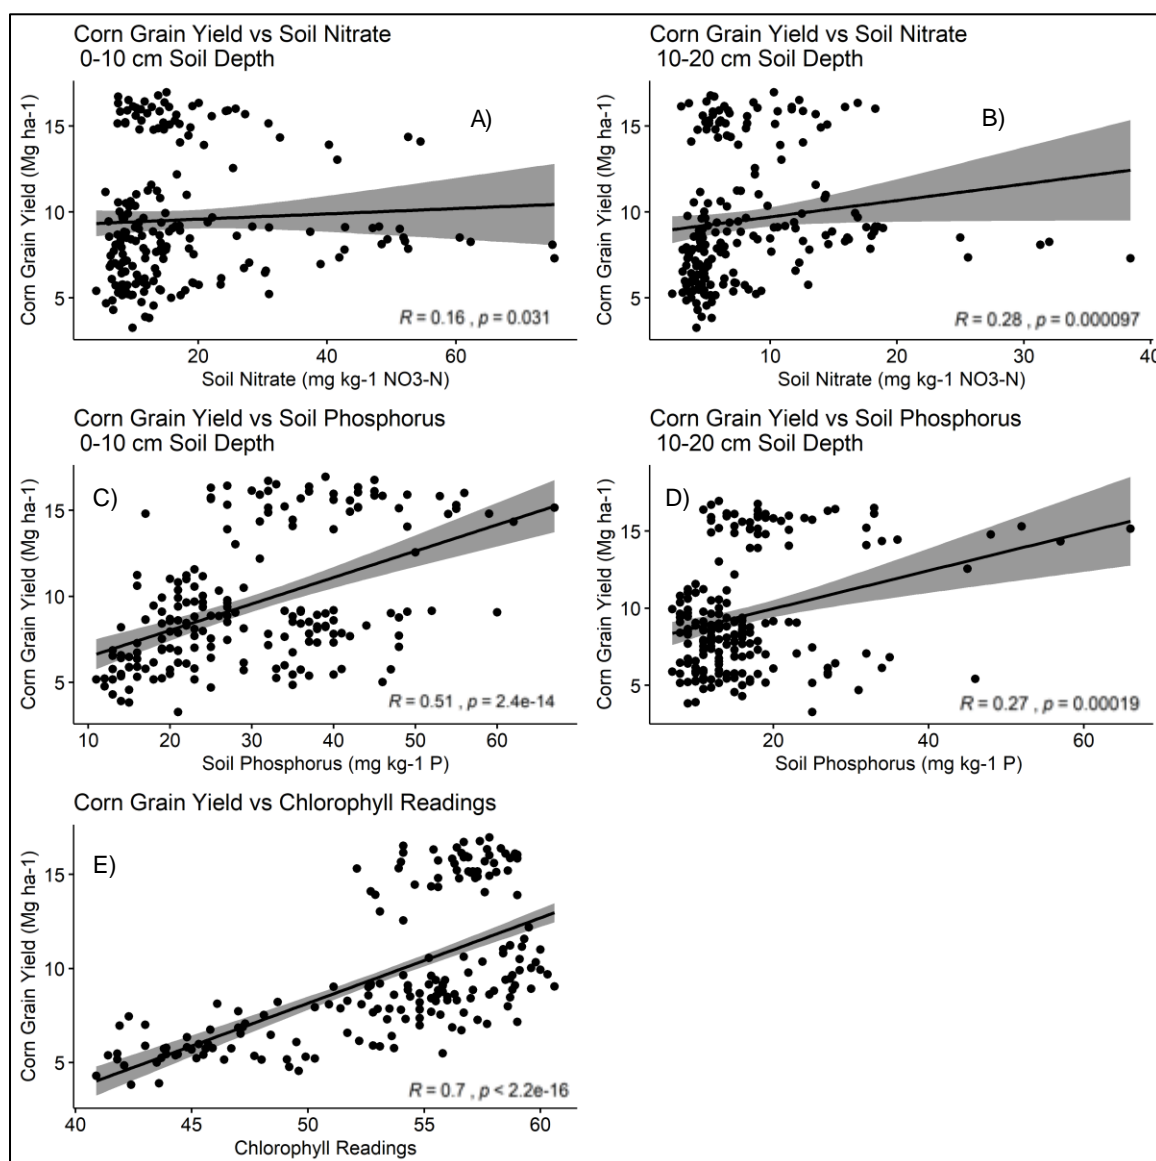 Corn Grain Yield vs Soil Nitrate
0-10 cm Soil Depth
A)
Corn Grain Yield (Mg ha-1)
15
10
5
R = 0.16 , p = 0.031
20
40
60
Soil Nitrate (mg kg-1 NO3-N)
Corn Grain Yield vs Soil Nitrate
10-20 cm Soil Depth
B)
Corn Grain Yield (Mg ha-1)
15
10
5
R = 0.28 , p = 0.000097
10
20
30
40
Soil Nitrate (mg kg-1 NO3-N)
Corn Grain Yield vs Soil Phosphorus
0-10 cm Soil Depth
C)
Corn Grain Yield (Mg ha-1)
15
10
5
R = 0.51 , p = 2.4e-14
10
20
30
40
50
60
Soil Phosphorus (mg kg-1 P)
Corn Grain Yield vs Soil Phosphorus
10-20 cm Soil Depth
D)
Corn Grain Yield (Mg ha-1)
15
10
5
R = 0.27 , p = 0.00019
20
40
60
Soil Phosphorus (mg kg-1 P)
Corn Grain Yield vs Chlorophyll Readings
E)
Corn Grain Yield (Mg ha-1)
15
10
5
R = 0.7 , p < 2.2e-16
40
45
50
55
60
Chlorophyll Readings